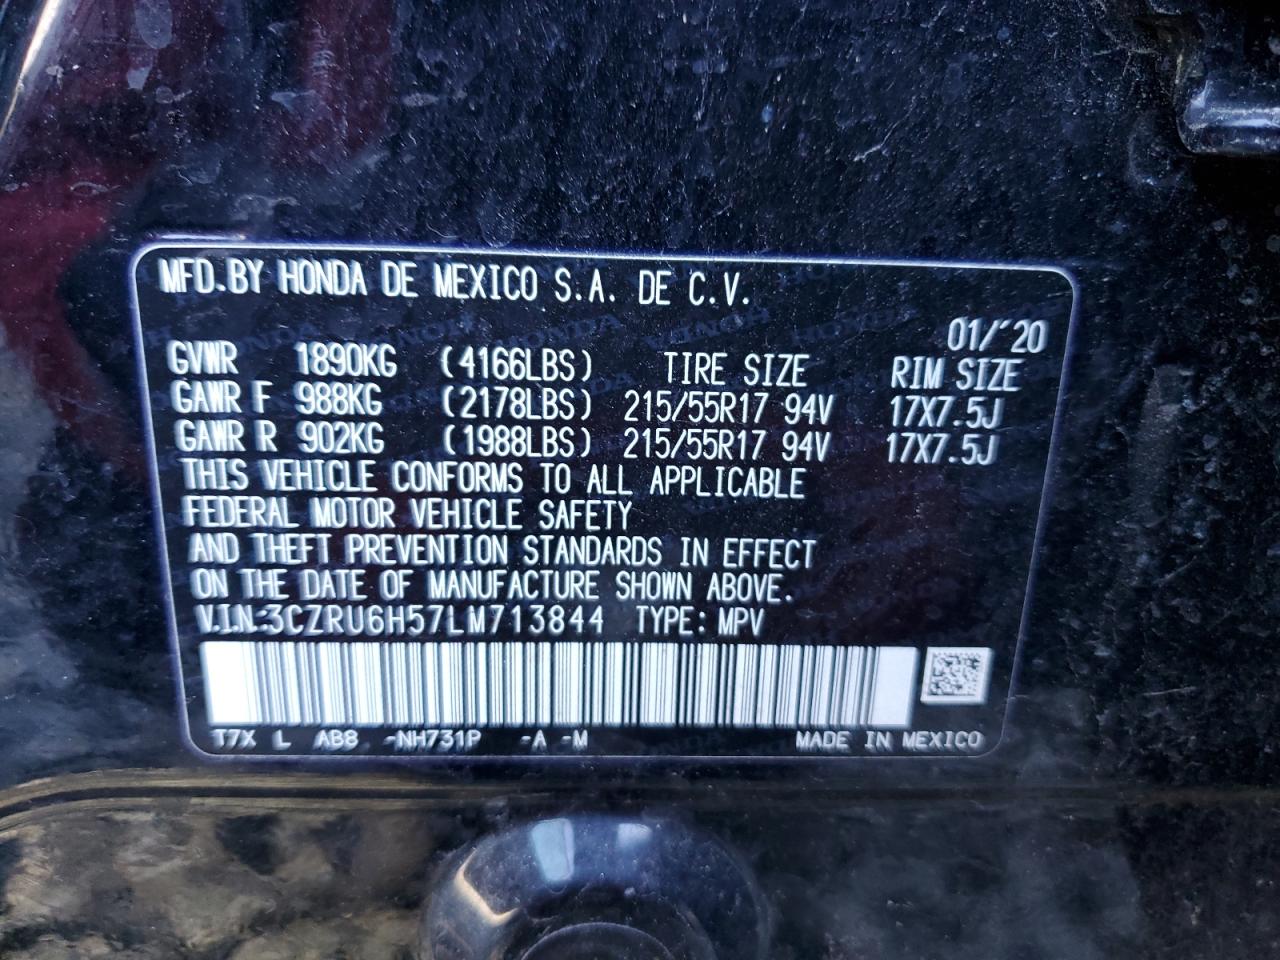 MFD.BY HONDA DE MEXICO S.A. DE C.V.
01/'20
GVWR 1890KG (4166LBS) TIRE SIZE RIM SIZE
GAWR F 988KG (2178LBS) 215/55R17 94V 17X7.5J
GAWR R 902KG (1988LBS) 215/55R17 94V 17X7.5J
THIS VEHICLE CONFORMS TO ALL APPLICABLE
FEDERAL MOTOR VEHICLE SAFETY
AND THEFT PREVENTION STANDARDS IN EFFECT
ON THE DATE OF MANUFACTURE SHOWN ABOVE.
V.I.N.:3CZRU6H57LM713844 TYPE: MPV
T7X L AB8 -NH731P -A -M MADE IN MEXICO